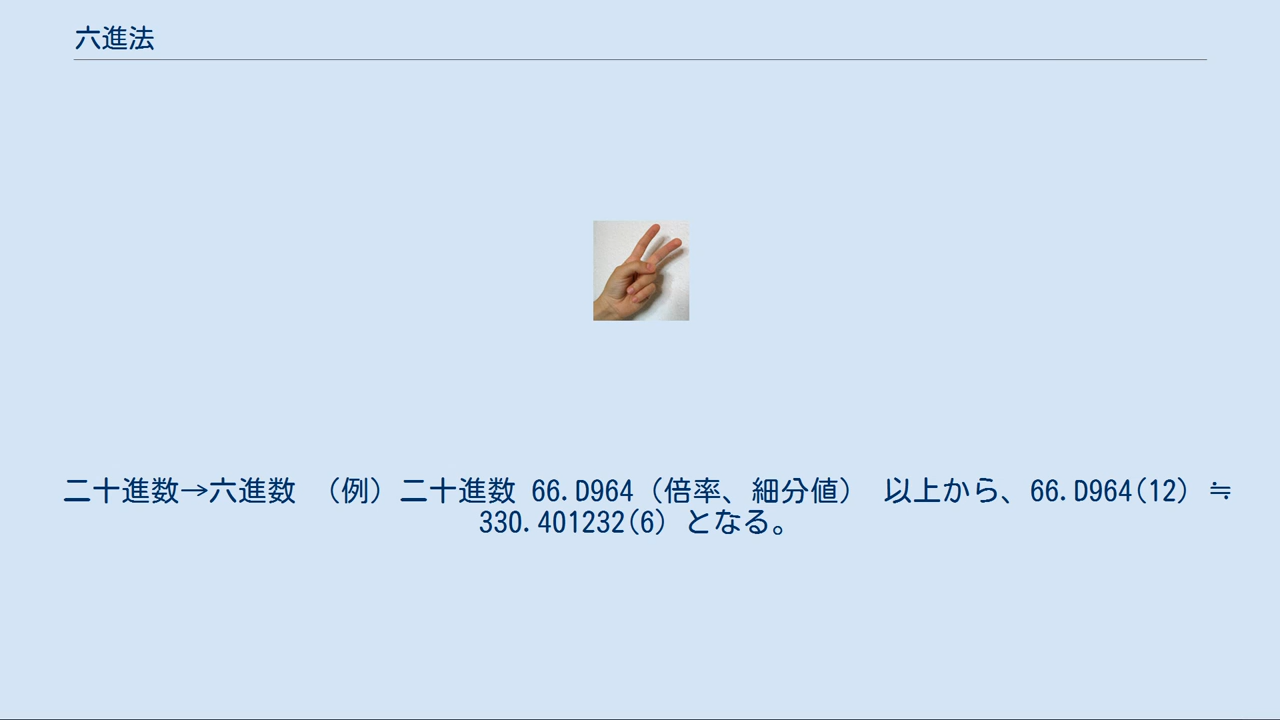 六進法
二十進数→六進数 （例）二十進数 66.D964（倍率、細分値） 以上から、66.D964(12) ≒
330.401232(6) となる。